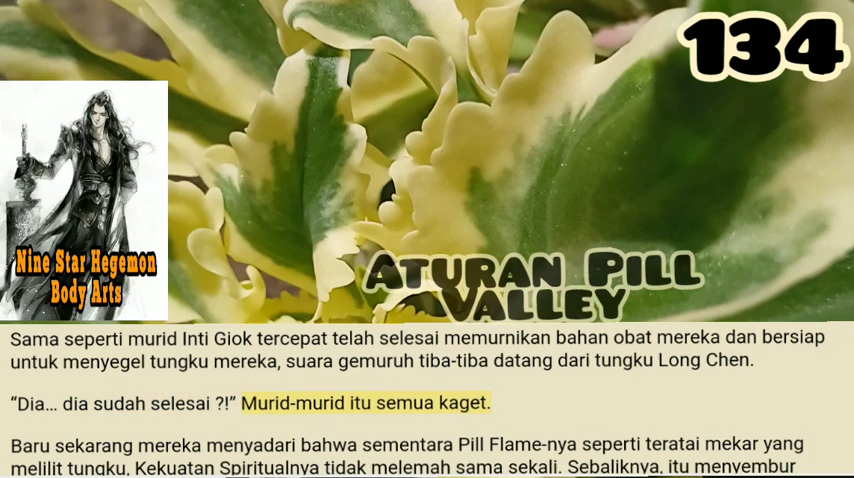 134
Nine Star Hegemon
Body Arts
ATURAN PILL
VALLEY
Sama seperti murid Inti Giok tercepat telah selesai memurnikan bahan obat mereka dan bersiap
untuk menyegel tungku mereka, suara gemuruh tiba-tiba datang dari tungku Long Chen.
“Dia... dia sudah selesai ?!” Murid-murid itu semua kaget.
Baru sekarang mereka menyadari bahwa sementara Pill Flame-nya seperti teratai mekar yang
melilit tungku, Kekuatan Spiritualnya tidak melemah sama sekali. Sebaliknya, itu menyembur